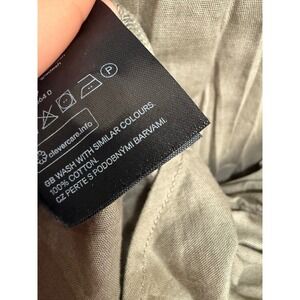 P
clevercare.info
GB WASH WITH SIMILAR COLOURS.
100% COTTON.
CZ PERTE S PODOBNÝMI BARVAMI.